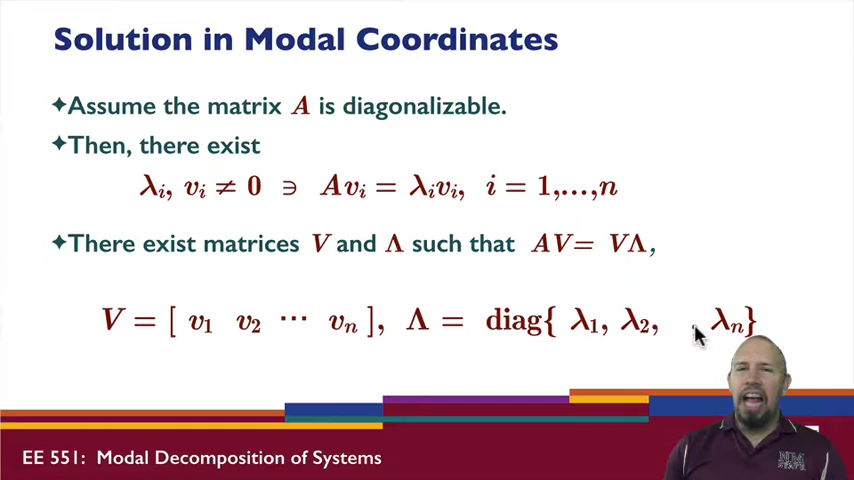 Solution in Modal Coordinates
✦Assume the matrix A is diagonalizable.
✦Then, there exist
λᵢ, vᵢ ≠ 0 ∋ Avᵢ = λᵢvᵢ, i = 1,…,n
✦There exist matrices V and Λ such that AV= VΛ,
V = [ v₁ v₂ ⋯ vₙ ], Λ = diag{ λ₁, λ₂, , λₙ}
EE 551: Modal Decomposition of Systems